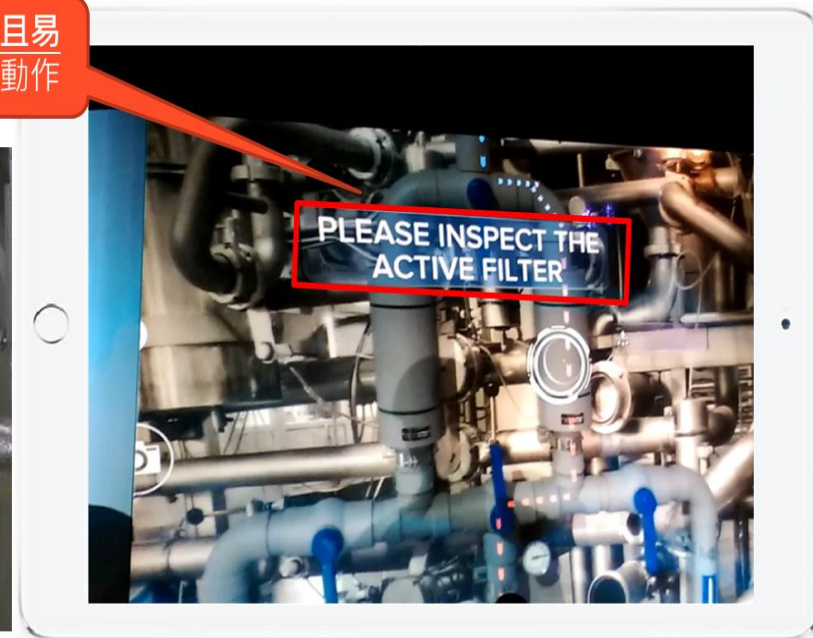 且易
動作
PLEASE INSPECT THE
ACTIVE FILTER